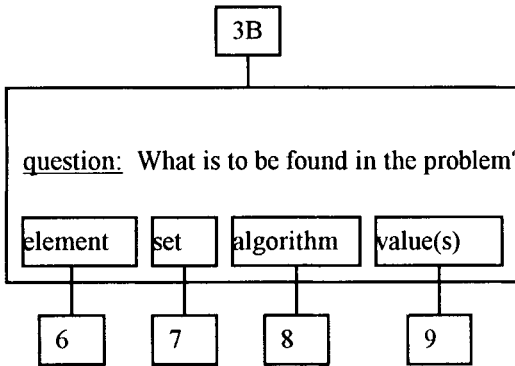 3B
question: What is to be found in the problem?
element set algorithm value(s)
6 7 8 9